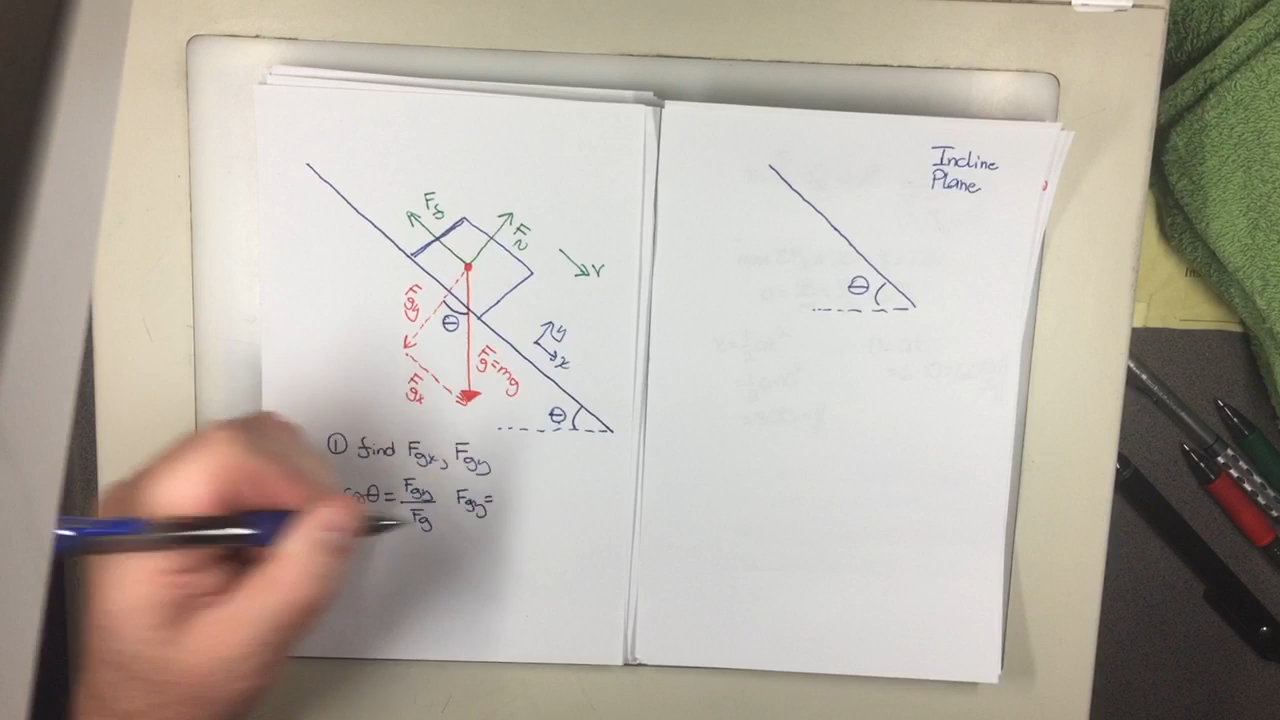 Ff
FN
v
Fgy
θ
y
x
Fg=mg
Fgx
θ
① find Fgx, Fgy
θ = Fgy/Fg Fgy=
Incline
Plane
θ